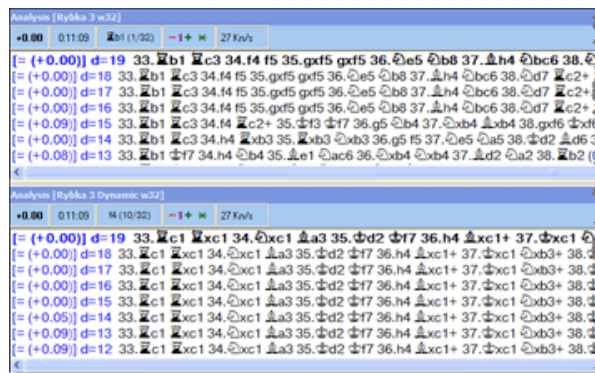 Analysis [Rybka 3 w32]
+0.00 0:11:09 ♜b1 (1/32) 27 Kn/s
[= (+0.00)] d=19 33.♜b1 ♜c3 34.f4 f5 35.gxf5 gxf5 36.♘e5 ♘b8 37.♗h4 ♘bc6 38.
[= (+0.00)] d=18 33.♜b1 ♜c3 34.f4 f5 35.gxf5 gxf5 36.♘e5 ♘b8 37.♗h4 ♘bc6 38.♘d7 ♜c2+
[= (+0.00)] d=17 33.♜b1 ♜c3 34.f4 f5 35.gxf5 gxf5 36.♘e5 ♘b8 37.♗h4 ♘bc6 38.♘d7 ♜c2+
[= (+0.00)] d=16 33.♜b1 ♜c3 34.f4 f5 35.gxf5 gxf5 36.♘e5 ♘b8 37.♗h4 ♘bc6 38.♘d7 ♜c2+
[= (+0.09)] d=15 33.♜b1 ♜c3 34.f4 ♜c2+ 35.♔f3 ♔f7 36.g5 ♘b4 37.♘xb4 ♗xb4 38.gxf6 ♔xf6
[= (+0.00)] d=14 33.♜b1 ♜c3 34.h4 ♜xb3 35.♜xb3 ♘xb3 36.g5 f5 37.♘e5 ♘a5 38.♔d2 ♗d6
[= (+0.08)] d=13 33.♜b1 ♔f7 34.h4 ♘b4 35.♗e1 ♘ac6 36.♘xb4 ♘xb4 37.♗d2 ♘a2 38.♜b2
Analysis [Rybka 3 Dynamic w32]
+0.00 0:11:09 f4 (10/32) 27 Kn/s
[= (+0.00)] d=19 33.♜c1 ♜xc1 34.♘xc1 ♗a3 35.♔d2 ♔f7 36.h4 ♗xc1+ 37.♔xc1
[= (+0.00)] d=18 33.♜c1 ♜xc1 34.♘xc1 ♗a3 35.♔d2 ♔f7 36.h4 ♗xc1+ 37.♔xc1 ♘xb3+ 38.
[= (+0.00)] d=17 33.♜c1 ♜xc1 34.♘xc1 ♗a3 35.♔d2 ♔f7 36.h4 ♗xc1+ 37.♔xc1 ♘xb3+ 38.
[= (+0.00)] d=16 33.♜c1 ♜xc1 34.♘xc1 ♗a3 35.♔d2 ♔f7 36.h4 ♗xc1+ 37.♔xc1 ♘xb3+ 38.
[= (+0.00)] d=15 33.♜c1 ♜xc1 34.♘xc1 ♗a3 35.♔d2 ♔f7 36.h4 ♗xc1+ 37.♔xc1 ♘xb3+ 38.
[= (+0.05)] d=14 33.♜c1 ♜xc1 34.♘xc1 ♗a3 35.♔d2 ♔f7 36.h4 ♗xc1+ 37.♔xc1 ♘xb3+ 38.
[= (+0.09)] d=13 33.♜c1 ♜xc1 34.♘xc1 ♗a3 35.♔d2 ♔f7 36.h4 ♗xc1+ 37.♔xc1 ♘xb3+ 38.
[= (+0.09)] d=12 33.♜c1 ♜xc1 34.♘xc1 ♗a3 35.♔d2 ♔f7 36.h4 ♗xc1+ 37.♔xc1 ♘xb3+ 38.